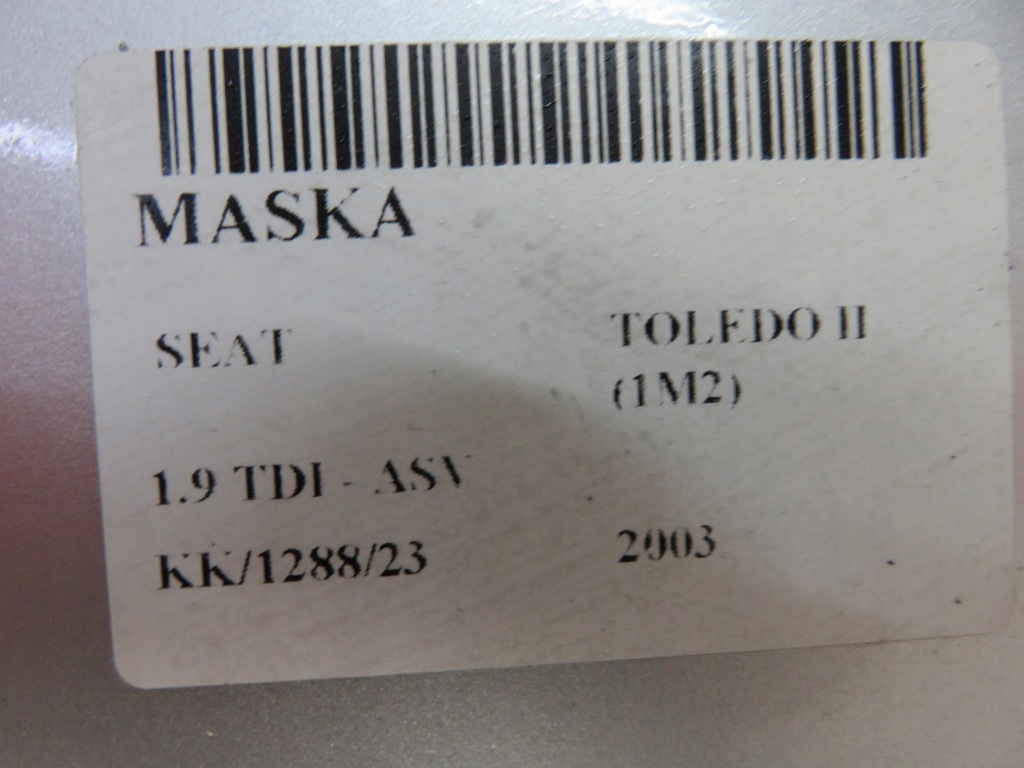 MASKA
SEAT
TOLEDO II
(1M2)
1.9 TDI - ASV
KK/1288/23
2003